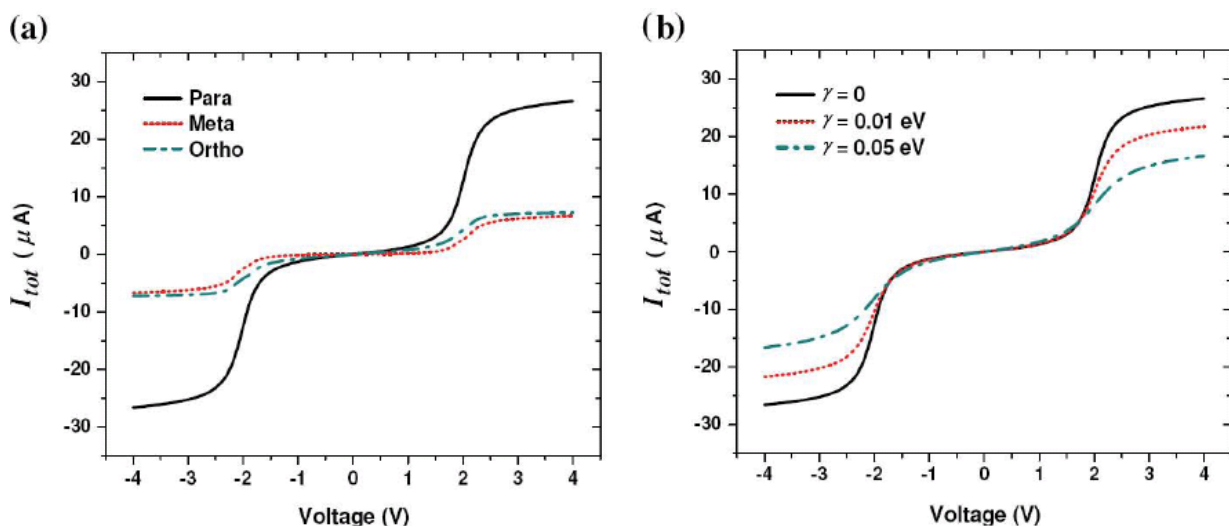 (a)
30
20
10
0
-10
-20
-30
I_tot ( μ A)
Para
Meta
Ortho
-4 -3 -2 -1 0 1 2 3 4
Voltage (V)
(b)
30
20
10
0
-10
-20
-30
I_tot ( μ A)
γ = 0
γ = 0.01 eV
γ = 0.05 eV
-4 -3 -2 -1 0 1 2 3 4
Voltage (V)